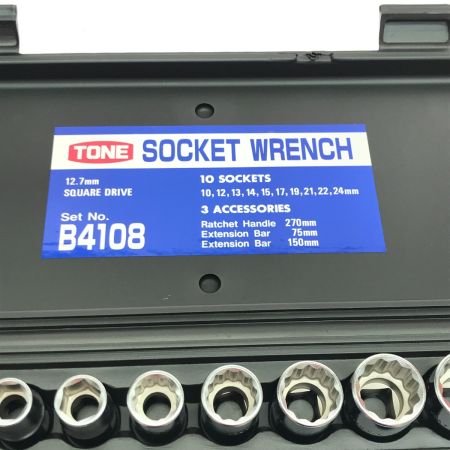 TONE SOCKET WRENCH
12.7mm
SQUARE DRIVE
Set No.
B4108
10 SOCKETS
10, 12, 13, 14, 15, 17, 19, 21, 22, 24mm
3 ACCESSORIES
Ratchet Handle 270mm
Extension Bar 75mm
Extension Bar 150mm